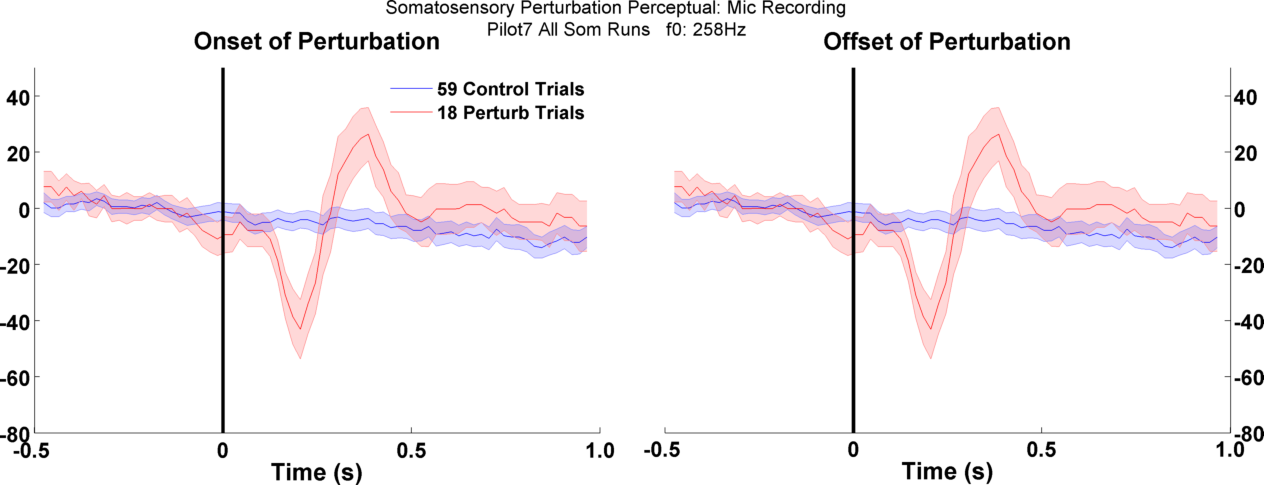 Somatosensory Perturbation Perceptual: Mic Recording
Pilot7 All Som Runs f0: 258Hz
Onset of Perturbation
Offset of Perturbation
59 Control Trials
18 Perturb Trials
40
20
0
-20
-40
-60
-80
-0.5
0
0.5
1.0
Time (s)
40
20
0
-20
-40
-60
-80
-0.5
0
0.5
1.0
Time (s)